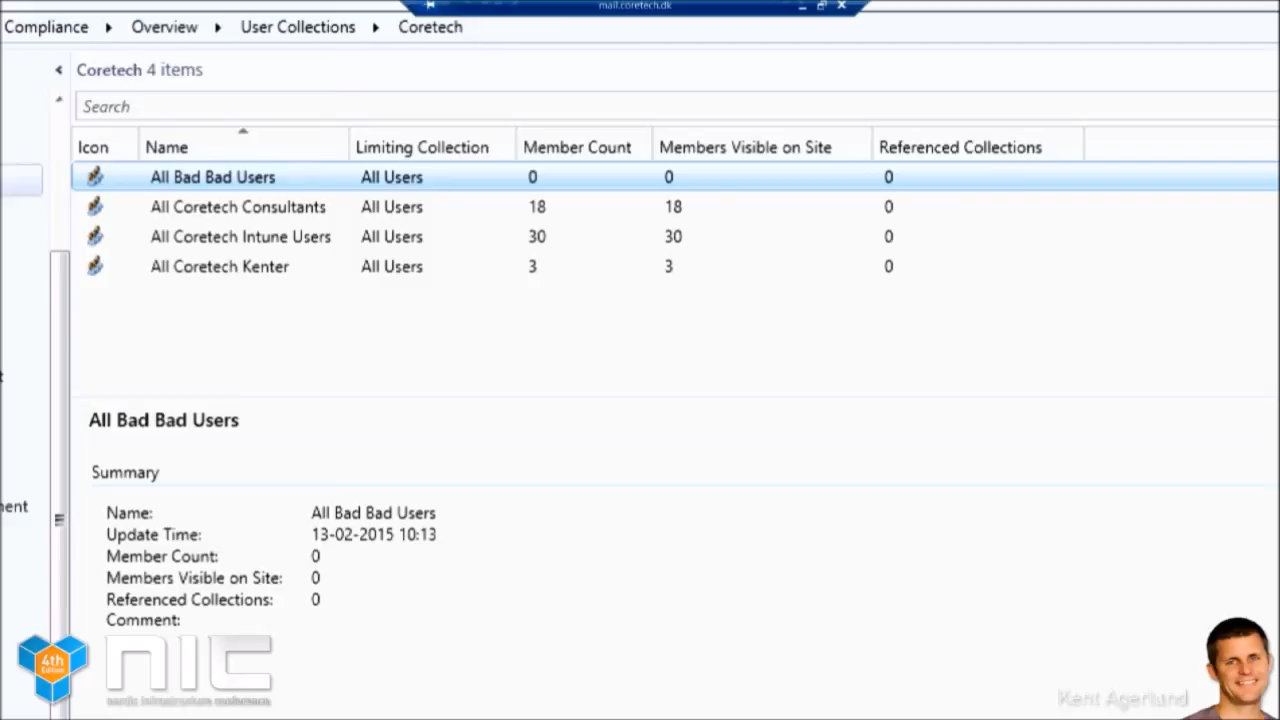 mail.coretech.dk
Compliance ▸ Overview ▸ User Collections ▸ Coretech
Coretech 4 items
Search
Icon Name Limiting Collection Member Count Members Visible on Site Referenced Collections
All Bad Bad Users All Users 0 0 0
All Coretech Consultants All Users 18 18 0
All Coretech Intune Users All Users 30 30 0
All Coretech Kenter All Users 3 3 0
All Bad Bad Users
Summary
Name: All Bad Bad Users
Update Time: 13-02-2015 10:13
Member Count: 0
Members Visible on Site: 0
Referenced Collections: 0
Comment:
4th
Edition
NIC
nordic infrastructure conference
Kent Agerlund